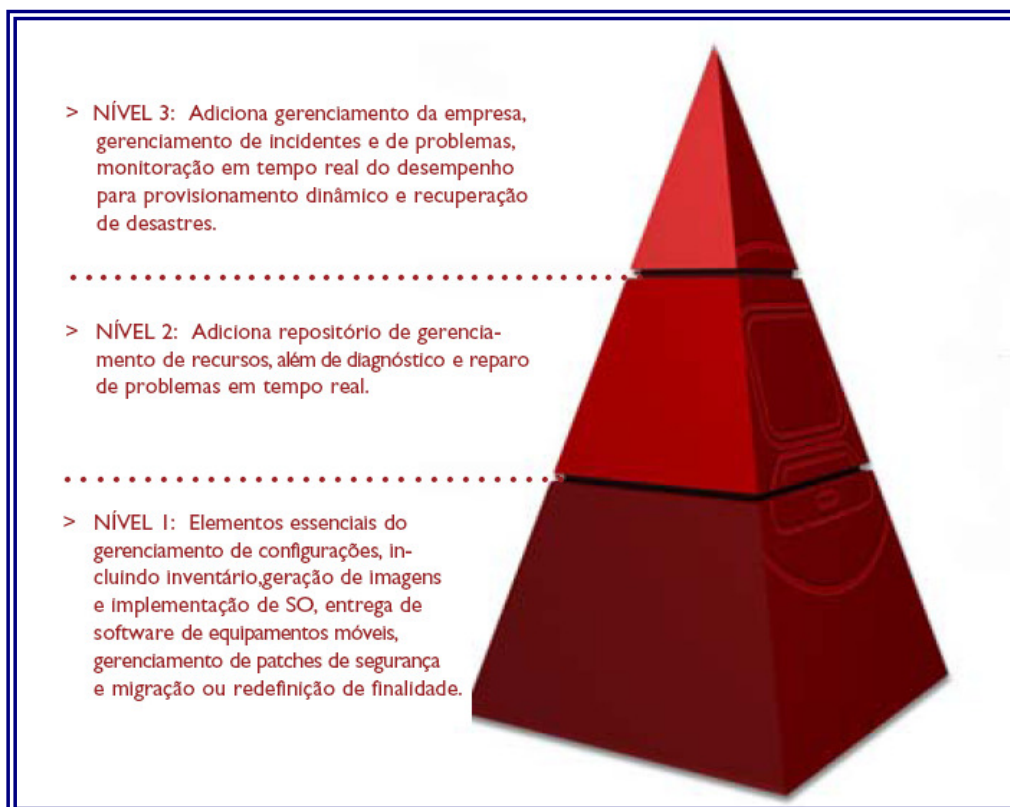 > NÍVEL 3: Adiciona gerenciamento da empresa,
gerenciamento de incidentes e de problemas,
monitoração em tempo real do desempenho
para provisionamento dinâmico e recuperação
de desastres.
> NÍVEL 2: Adiciona repositório de gerencia-
mento de recursos, além de diagnóstico e reparo
de problemas em tempo real.
> NÍVEL 1: Elementos essenciais do
gerenciamento de configurações, in-
cluindo inventário,geração de imagens
e implementação de SO, entrega de
software de equipamentos móveis,
gerenciamento de patches de segurança
e migração ou redefinição de finalidade.